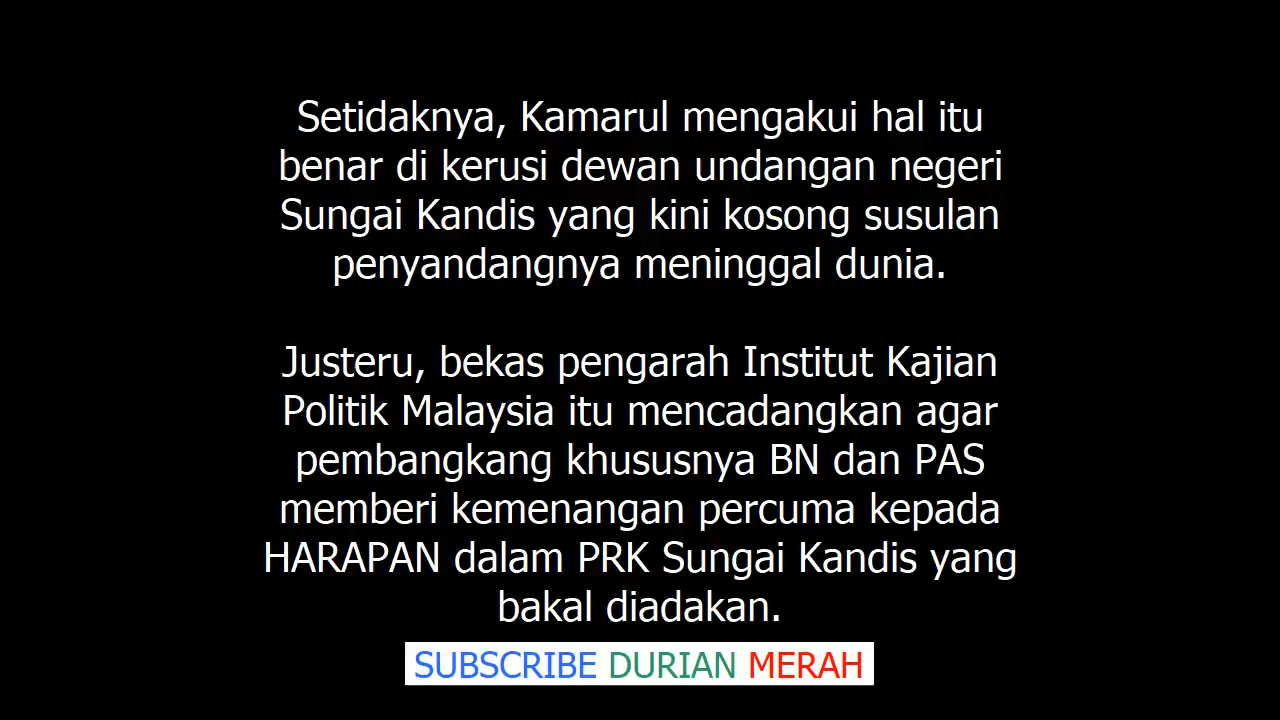 Setidaknya, Kamarul mengakui hal itu
benar di kerusi dewan undangan negeri
Sungai Kandis yang kini kosong susulan
penyandangnya meninggal dunia.
Justeru, bekas pengarah Institut Kajian
Politik Malaysia itu mencadangkan agar
pembangkang khususnya BN dan PAS
memberi kemenangan percuma kepada
HARAPAN dalam PRK Sungai Kandis yang
bakal diadakan.
SUBSCRIBE DURIAN MERAH